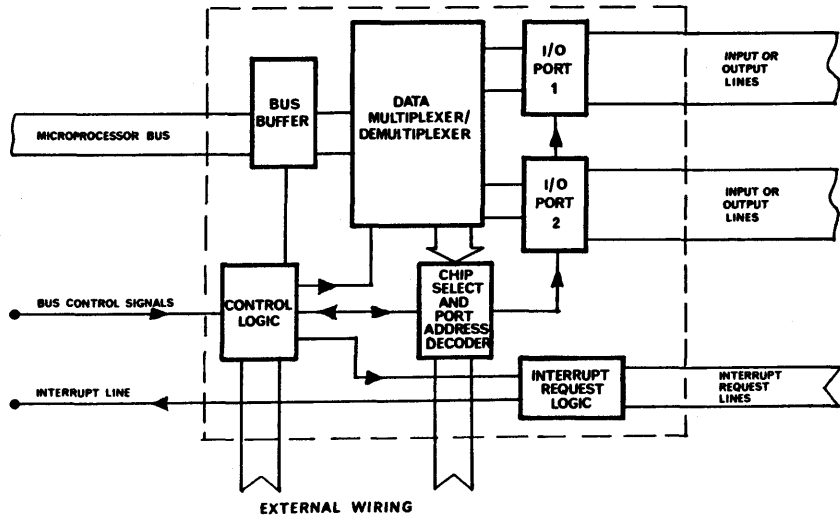 I/O
PORT
1
INPUT OR
OUTPUT
LINES
BUS
BUFFER
DATA
MULTIPLEXER/
DEMUITIPLEXER
MICROPROCESSOR BUS
I/O
PORT
2
INPUT OR
OUTPUT
LINES
CHIP
SELECT
AND
PORT
ADDRESS
DECODER
BUS CONTROL SIGNALS
CONTROL
LOGIC
INTERRUPT LINE
INTERRUPT
REQUEST
LOGIC
INTERRUPT
REQUEST
LINES
EXTERNAL WIRING